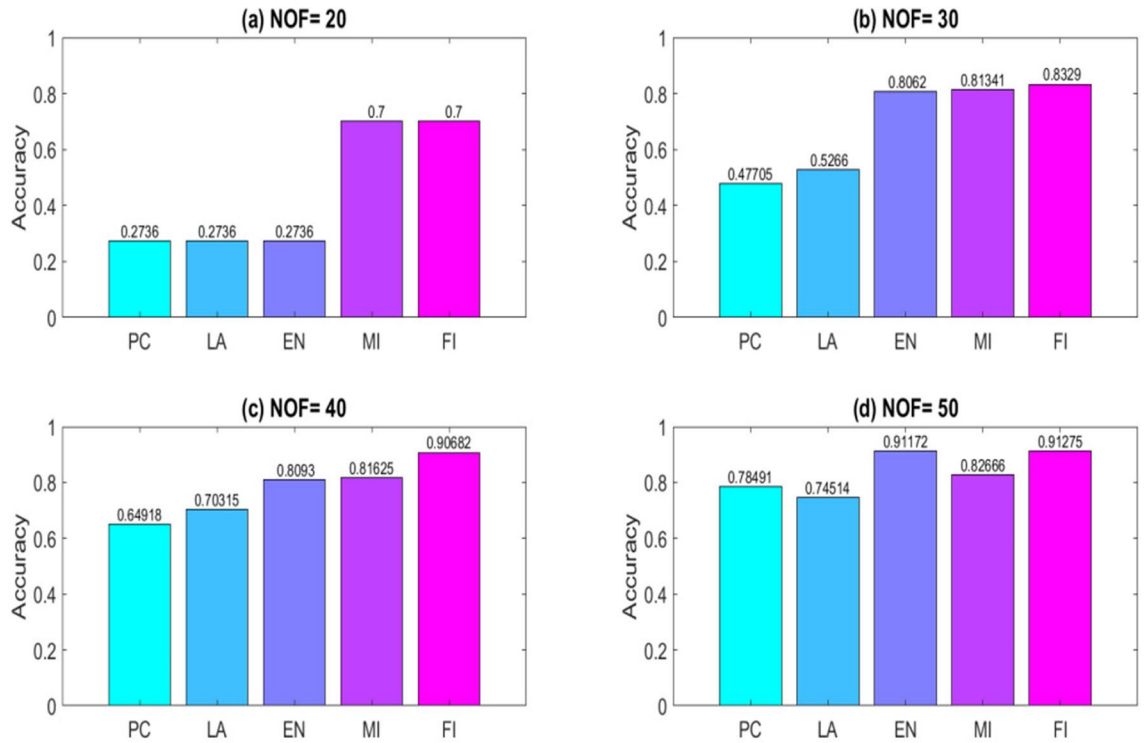 (a) NOF= 20
1
0.8
0.6
0.4
0.2
0
Accuracy
0.2736 0.2736 0.2736 0.7 0.7
PC LA EN MI FI
(b) NOF= 30
1
0.8
0.6
0.4
0.2
0
Accuracy
0.47705 0.5266 0.8062 0.81341 0.8329
PC LA EN MI FI
(c) NOF= 40
1
0.8
0.6
0.4
0.2
0
Accuracy
0.64918 0.70315 0.8093 0.81625 0.90682
PC LA EN MI FI
(d) NOF= 50
1
0.8
0.6
0.4
0.2
0
Accuracy
0.78491 0.74514 0.91172 0.82666 0.91275
PC LA EN MI FI